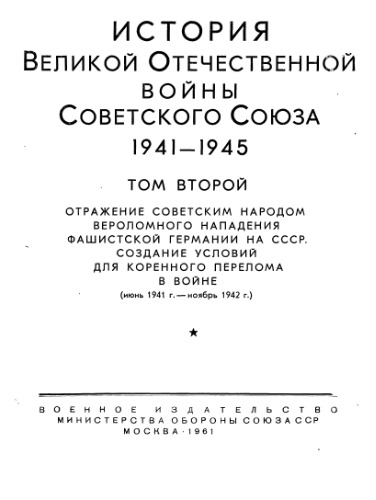 ИСТОРИЯ
ВЕЛИКОЙ ОТЕЧЕСТВЕННОЙ
ВОЙНЫ
СОВЕТСКОГО СОЮЗА
1941—1945
ТОМ ВТОРОЙ
ОТРАЖЕНИЕ СОВЕТСКИМ НАРОДОМ
ВЕРОЛОМНОГО НАПАДЕНИЯ
ФАШИСТСКОЙ ГЕРМАНИИ НА СССР.
СОЗДАНИЕ УСЛОВИЙ
ДЛЯ КОРЕННОГО ПЕРЕЛОМА
В ВОЙНЕ
(июнь 1941 г. — ноябрь 1942 г.)
★
ВОЕННОЕ ИЗДАТЕЛЬСТВО
МИНИСТЕРСТВА ОБОРОНЫ СОЮЗА ССР
МОСКВА · 1961